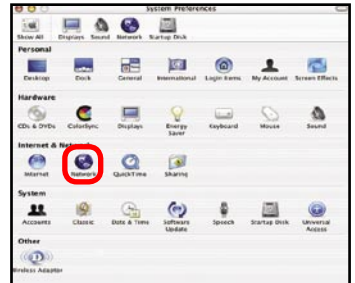 System Preferences
Show All Displays Sound Network Startup Disk
Personal
Desktop Dock General International Login Items My Account Screen Effects
Hardware
CDs & DVDs ColorSync Displays Energy Saver Keyboard Mouse Sound
Internet & Network
Internet Network QuickTime Sharing
System
Accounts Classic Date & Time Software Update Speech Startup Disk Universal Access
Other
Wireless Adapter